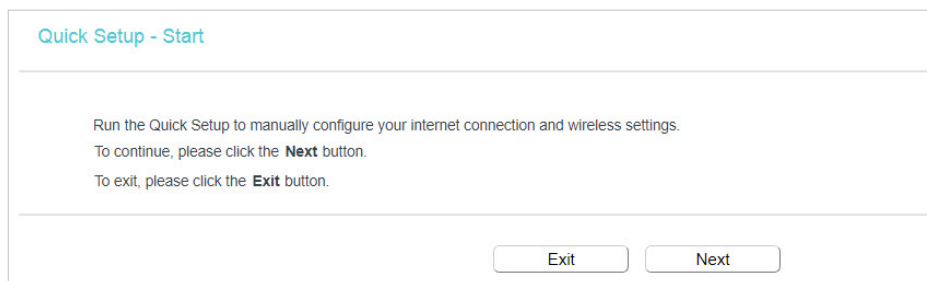 Quick Setup - Start
Run the Quick Setup to manually configure your internet connection and wireless settings.
To continue, please click the Next button.
To exit, please click the Exit button.
Exit Next